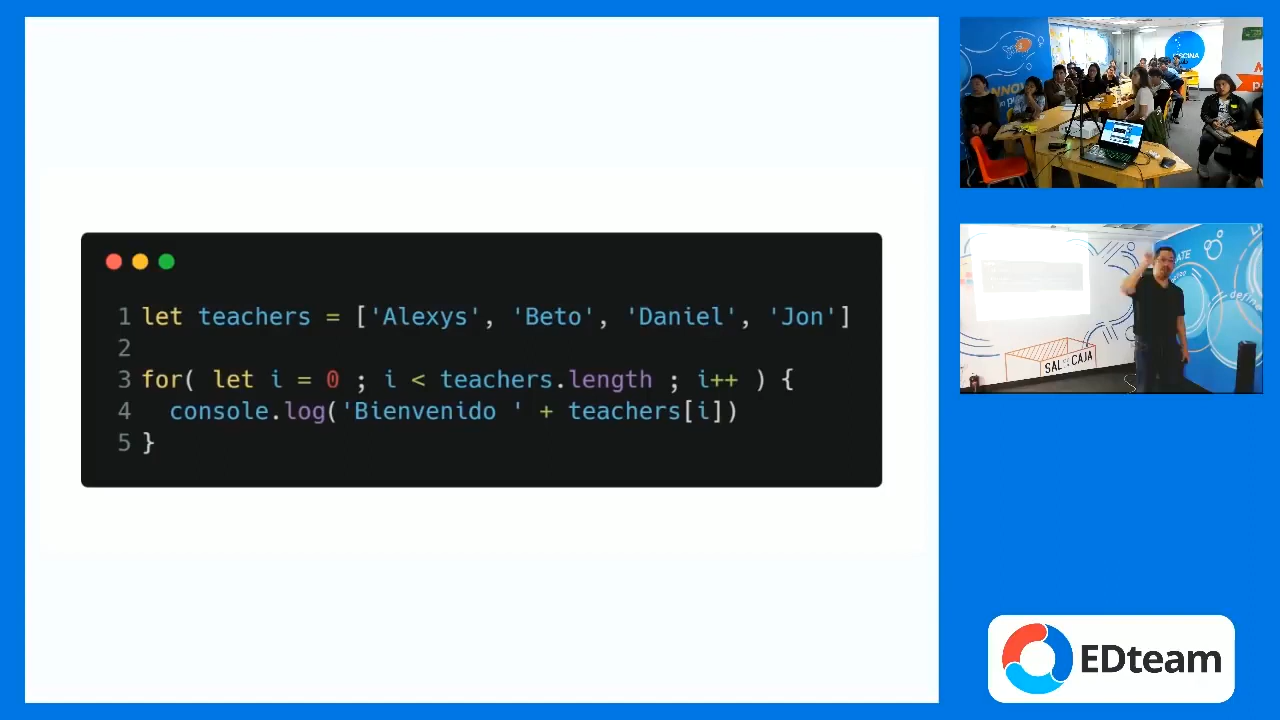 1 let teachers = ['Alexys', 'Beto', 'Daniel', 'Jon']
2
3 for( let i = 0 ; i < teachers.length ; i++ ) {
4   console.log('Bienvenido ' + teachers[i])
5 }
SAL
CAJA
EDteam